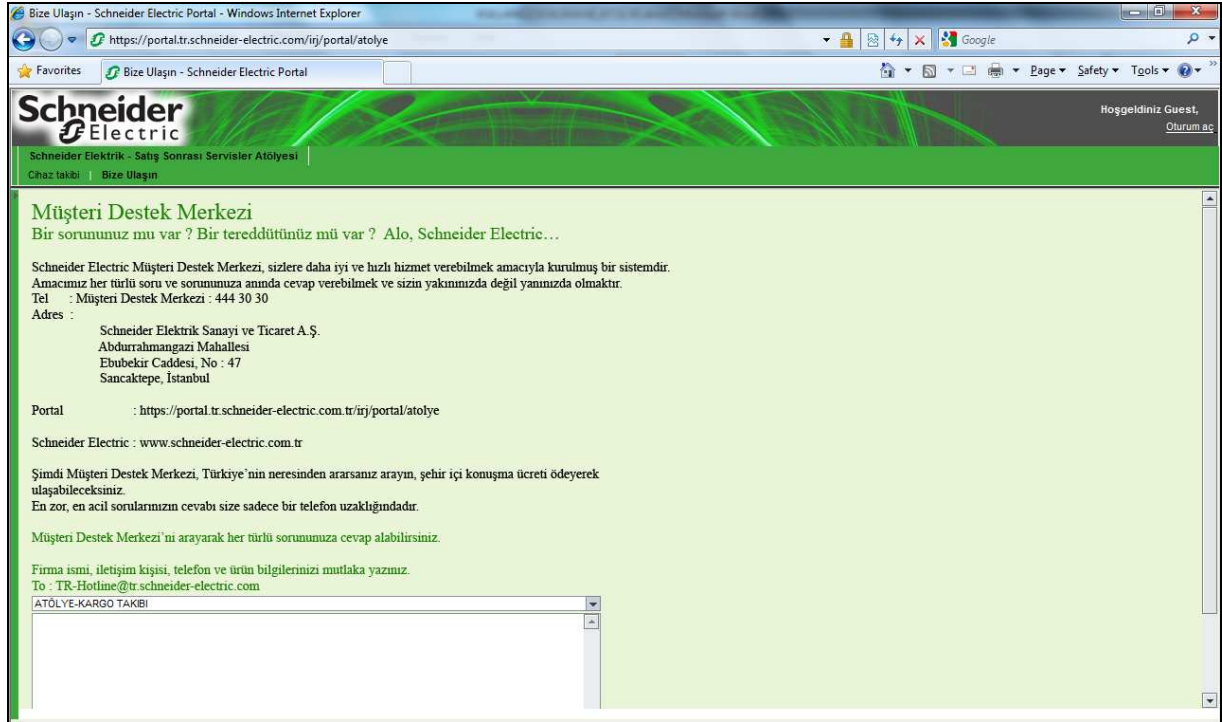 Bize Ulaşın - Schneider Electric Portal - Windows Internet Explorer
https://portal.tr.schneider-electric.com/irj/portal/atolye
Google
Favorites
Bize Ulaşın - Schneider Electric Portal
Page Safety Tools
Schneider Electric
Hoşgeldiniz Guest,
Oturum aç
Schneider Elektrik - Satış Sonrası Servisler Atölyesi
Cihaz takibi | Bize Ulaşın
Müşteri Destek Merkezi
Bir sorununuz mu var ? Bir tereddütünüz mü var ? Alo, Schneider Electric…
Schneider Electric Müşteri Destek Merkezi, sizlere daha iyi ve hızlı hizmet verebilmek amacıyla kurulmuş bir sistemdir.
Amacımız her türlü soru ve sorununuza anında cevap verebilmek ve sizin yakınınızda değil yanınızda olmaktır.
Tel : Müşteri Destek Merkezi : 444 30 30
Adres :
Schneider Elektrik Sanayi ve Ticaret A.Ş.
Abdurrahmangazi Mahallesi
Ebubekir Caddesi, No : 47
Sancaktepe, İstanbul
Portal : https://portal.tr.schneider-electric.com.tr/irj/portal/atolye
Schneider Electric : www.schneider-electric.com.tr
Şimdi Müşteri Destek Merkezi, Türkiye’nin neresinden ararsanız arayın, şehir içi konuşma ücreti ödeyerek
ulaşabileceksiniz.
En zor, en acil sorularınızın cevabı size sadece bir telefon uzaklığındadır.
Müşteri Destek Merkezi’ni arayarak her türlü sorununuza cevap alabilirsiniz.
Firma ismi, iletişim kişisi, telefon ve ürün bilgilerinizi mutlaka yazınız.
To : TR-Hotline@tr.schneider-electric.com
ATÖLYE-KARGO TAKIBI